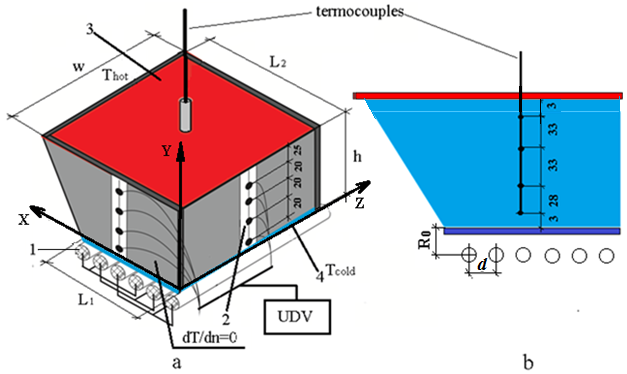 termocouples
3
w
T hot
L2
Y
25
20
20
20
h
X
Z
1
L1
2
4
Tcold
dT/dn=0
UDV
a
3
33
33
28
3
R0
d
b